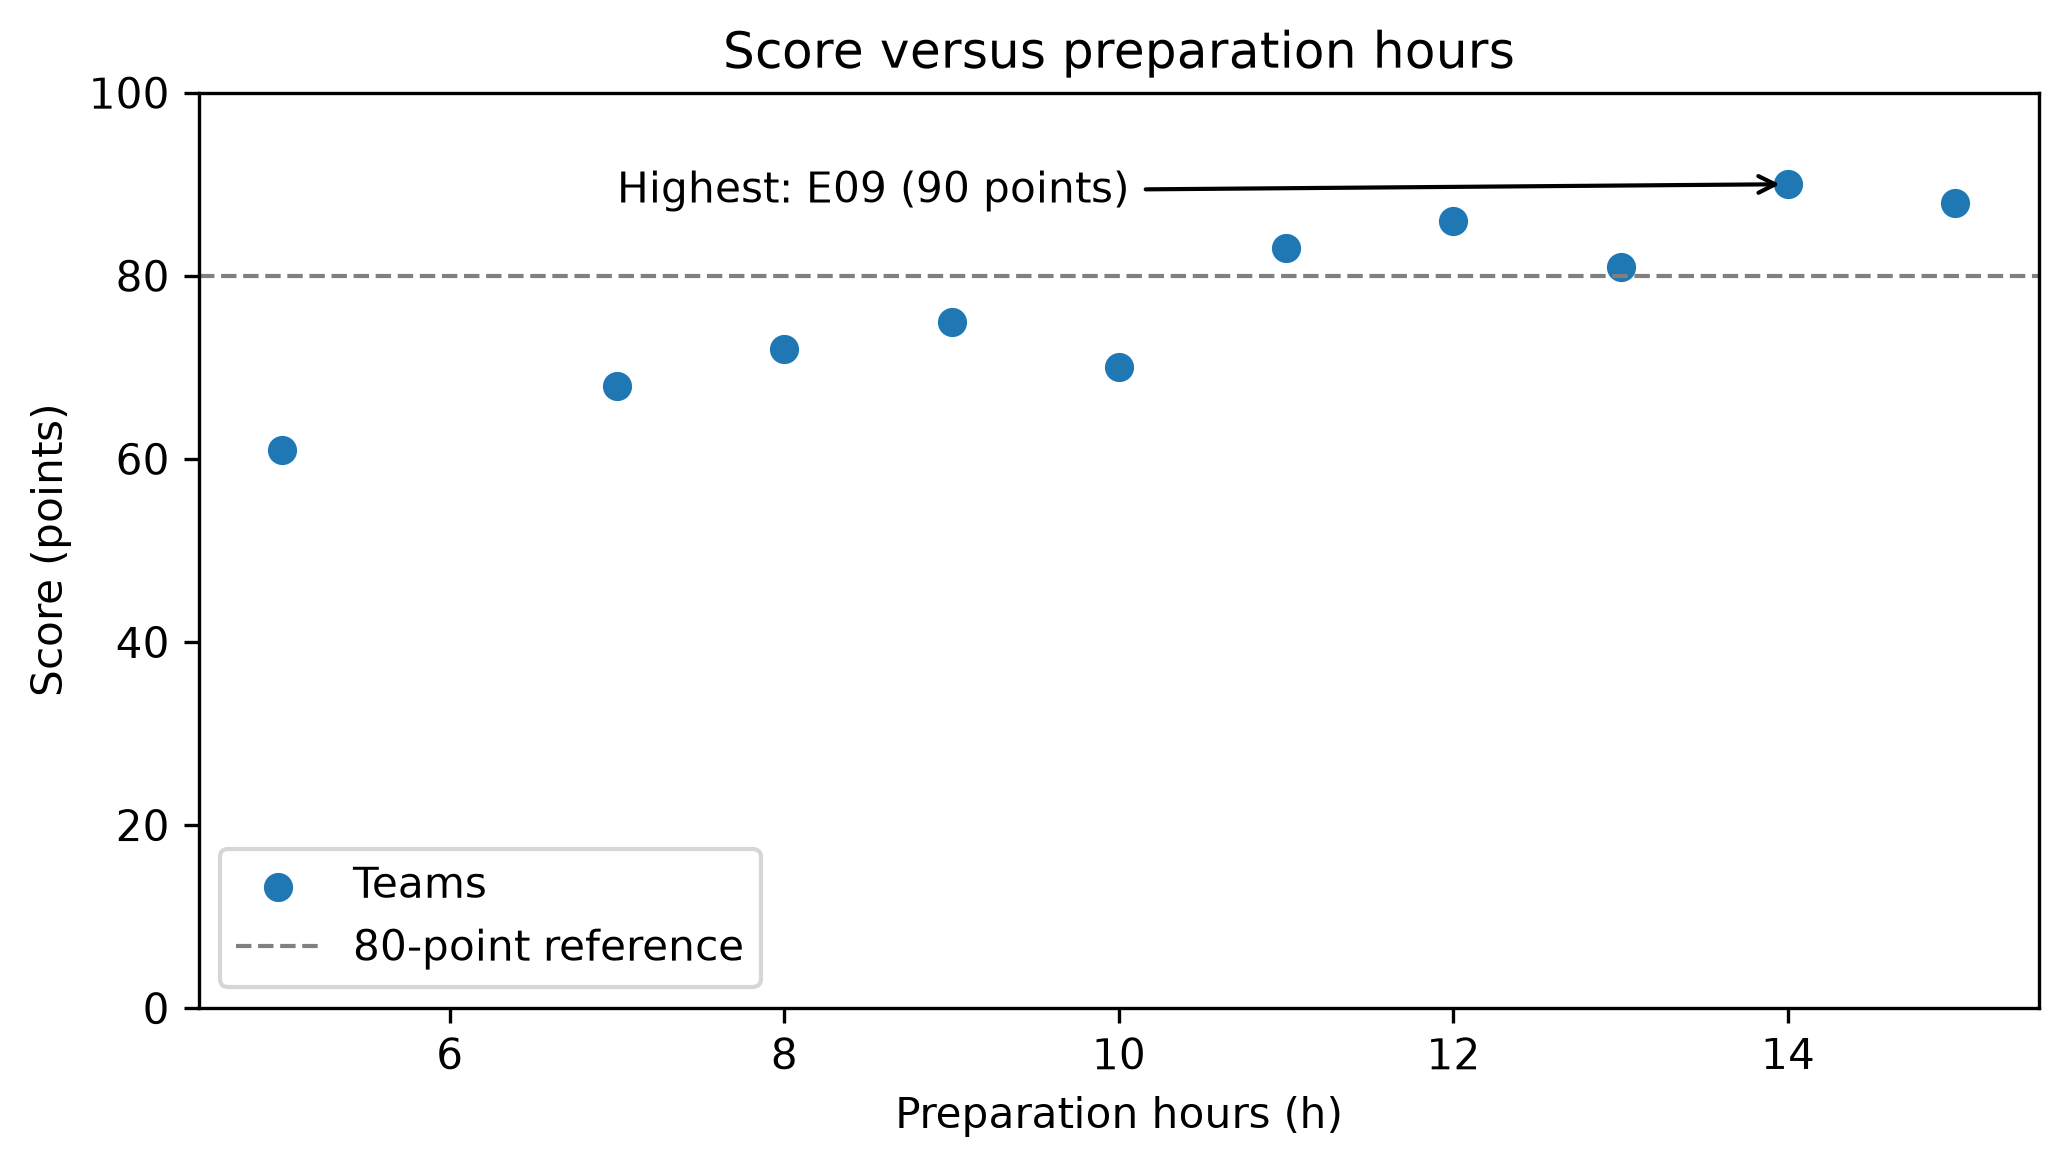 Score versus preparation hours
100
80
60
40
20
0
Score (points)
Highest: E09 (90 points)
Teams
80-point reference
6 8 10 12 14
Preparation hours (h)